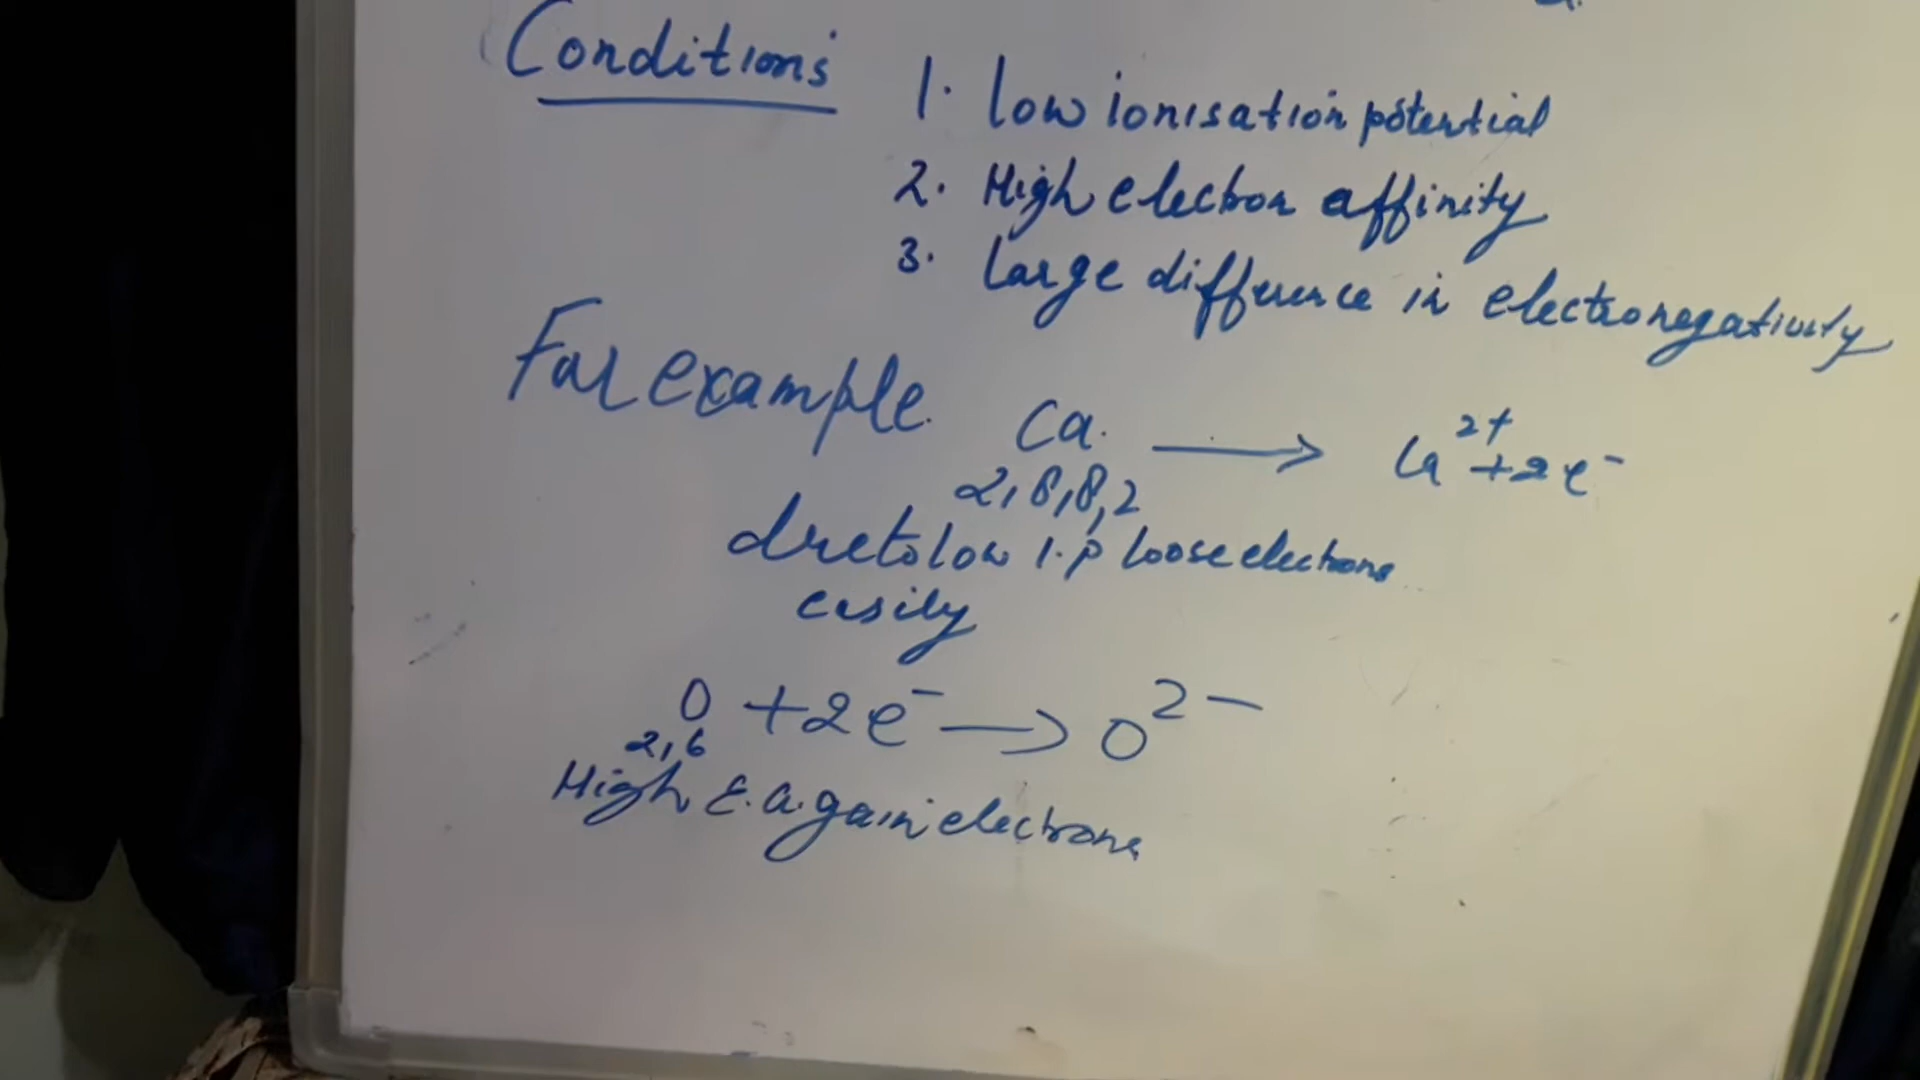 Conditions
1. Low ionisation potential
2. High electron affinity
3. Large difference in electronegativity
For example Ca. → Ca²⁺ + 2e⁻
2,8,8,2
due to low I.P loose electrons
easily
O + 2e⁻ → O²⁻
2,6
High E.A. gain electrons